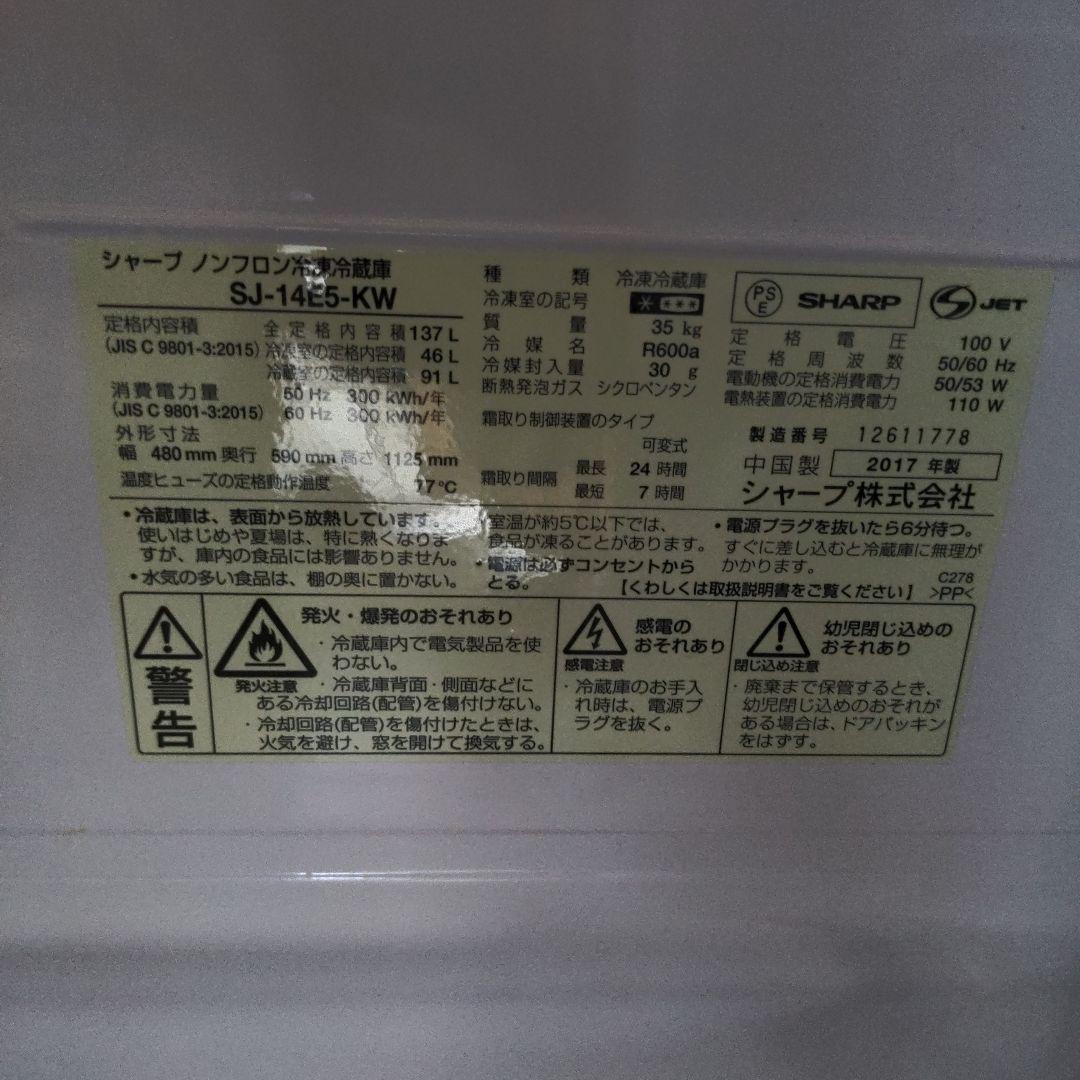 シャープ ノンフロン冷凍冷蔵庫
SJ-14E5-KW
定格内容積 全定格内容積 137 L
(JIS C 9801-3:2015) 冷凍室の定格内容積 46 L
冷蔵室の定格内容積 91 L
消費電力量 50 Hz 300 kWh/年
(JIS C 9801-3:2015) 60 Hz 300 kWh/年
外形寸法
幅 480 mm 奥行 590 mm 高さ 1125 mm
温度ヒューズの定格動作温度 77℃
種類 冷凍冷蔵庫
冷凍室の記号
質量 35 kg
冷媒名 R600a
冷媒封入量 30 g
断熱発泡ガス シクロペンタン
霜取り制御装置のタイプ
可変式
霜取り間隔 最長 24 時間
最短 7 時間
PSE SHARP S JET
定格電圧 100 V
定格周波数 50/60 Hz
電動機の定格消費電力 50/53 W
電熱装置の定格消費電力 110 W
製造番号 12611778
中国製 2017 年製
シャープ株式会社
・冷蔵庫は、表面から放熱しています。
使いはじめや夏場は、特に熱くなりま
すが、庫内の食品には影響ありません。
・水気の多い食品は、棚の奥に置かない。
室温が約5℃以下では、
食品が凍ることがあります。
・電源は必ずコンセントから
とる。
・電源プラグを抜いたら6分待つ。
すぐに差し込むと冷蔵庫に無理が
かかります。
【くわしくは取扱説明書をご覧ください】
C278
>PP<
警告
発火・爆発のおそれあり
発火注意
・冷蔵庫内で電気製品を使
わない。
・冷蔵庫背面・側面などに
ある冷却回路(配管)を傷付けない。
・冷却回路(配管)を傷付けたときは、
火気を避け、窓を開けて換気する。
感電の
おそれあり
感電注意
・冷蔵庫のお手入
れ時は、電源プ
ラグを抜く。
幼児閉じ込めの
おそれあり
閉じ込め注意
・廃棄まで保管するとき、
幼児閉じ込めのおそれが
ある場合は、ドアパッキン
をはずす。